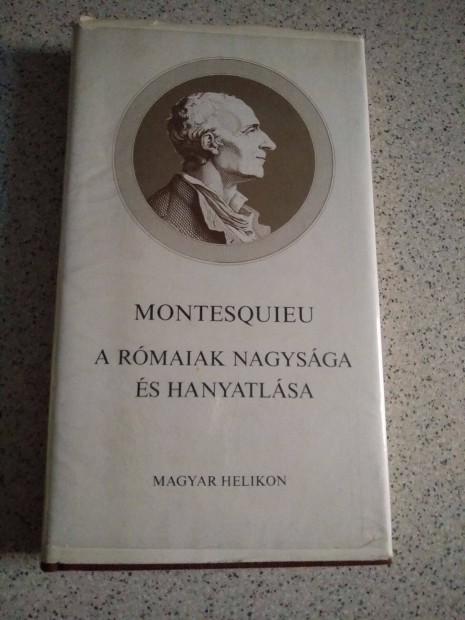 MONTESQUIEU
A RÓMAIAK NAGYSÁGA
ÉS HANYATLÁSA
MAGYAR HELIKON